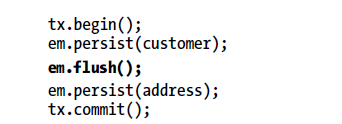 tx.begin();
em.persist(customer);
em.flush();
em.persist(address);
tx.commit();